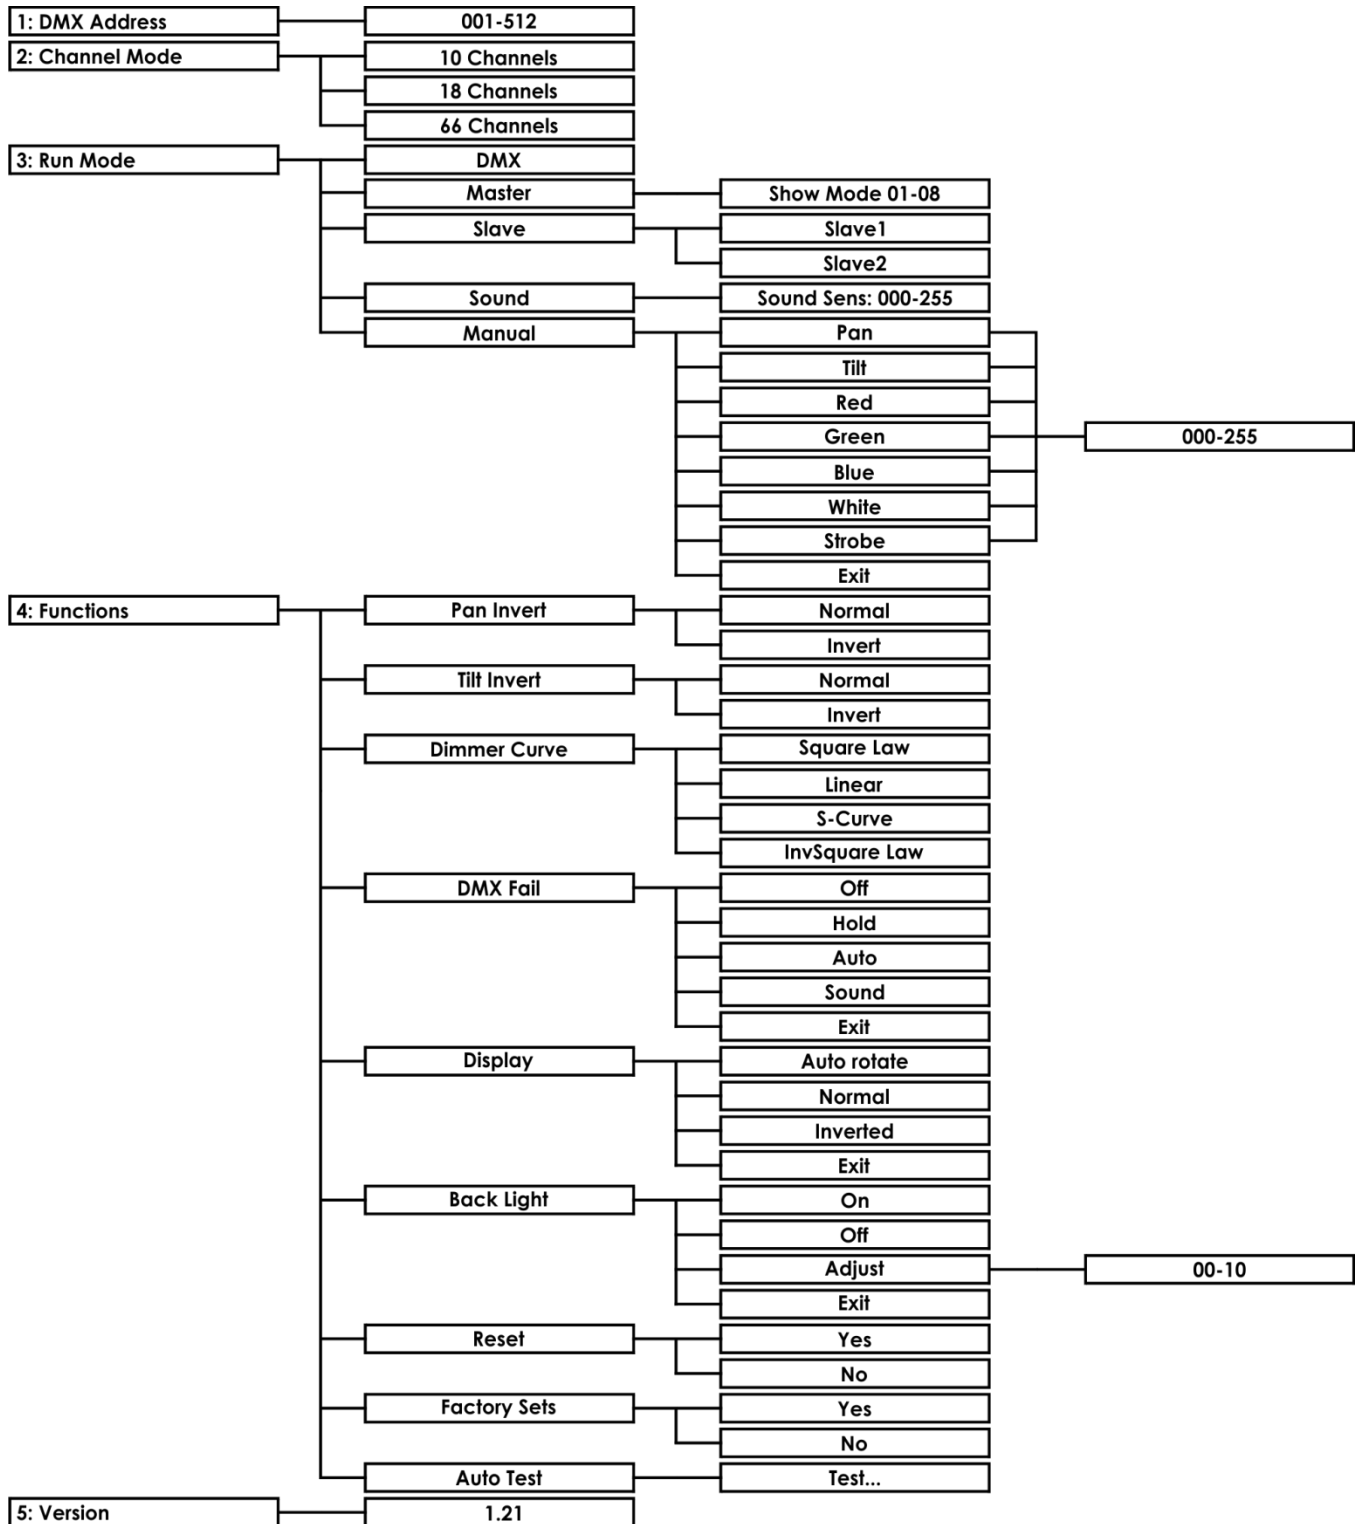 1: DMX Address
001-512
2: Channel Mode
10 Channels
18 Channels
66 Channels
3: Run Mode
DMX
Master
Show Mode 01-08
Slave
Slave1
Slave2
Sound
Sound Sens: 000-255
Manual
Pan
Tilt
Red
Green
000-255
Blue
White
Strobe
Exit
4: Functions
Pan Invert
Normal
Invert
Tilt Invert
Normal
Invert
Dimmer Curve
Square Law
Linear
S-Curve
InvSquare Law
DMX Fail
Off
Hold
Auto
Sound
Exit
Display
Auto rotate
Normal
Inverted
Exit
Back Light
On
Off
Adjust
00-10
Exit
Reset
Yes
No
Factory Sets
Yes
No
Auto Test
Test...
5: Version
1.21